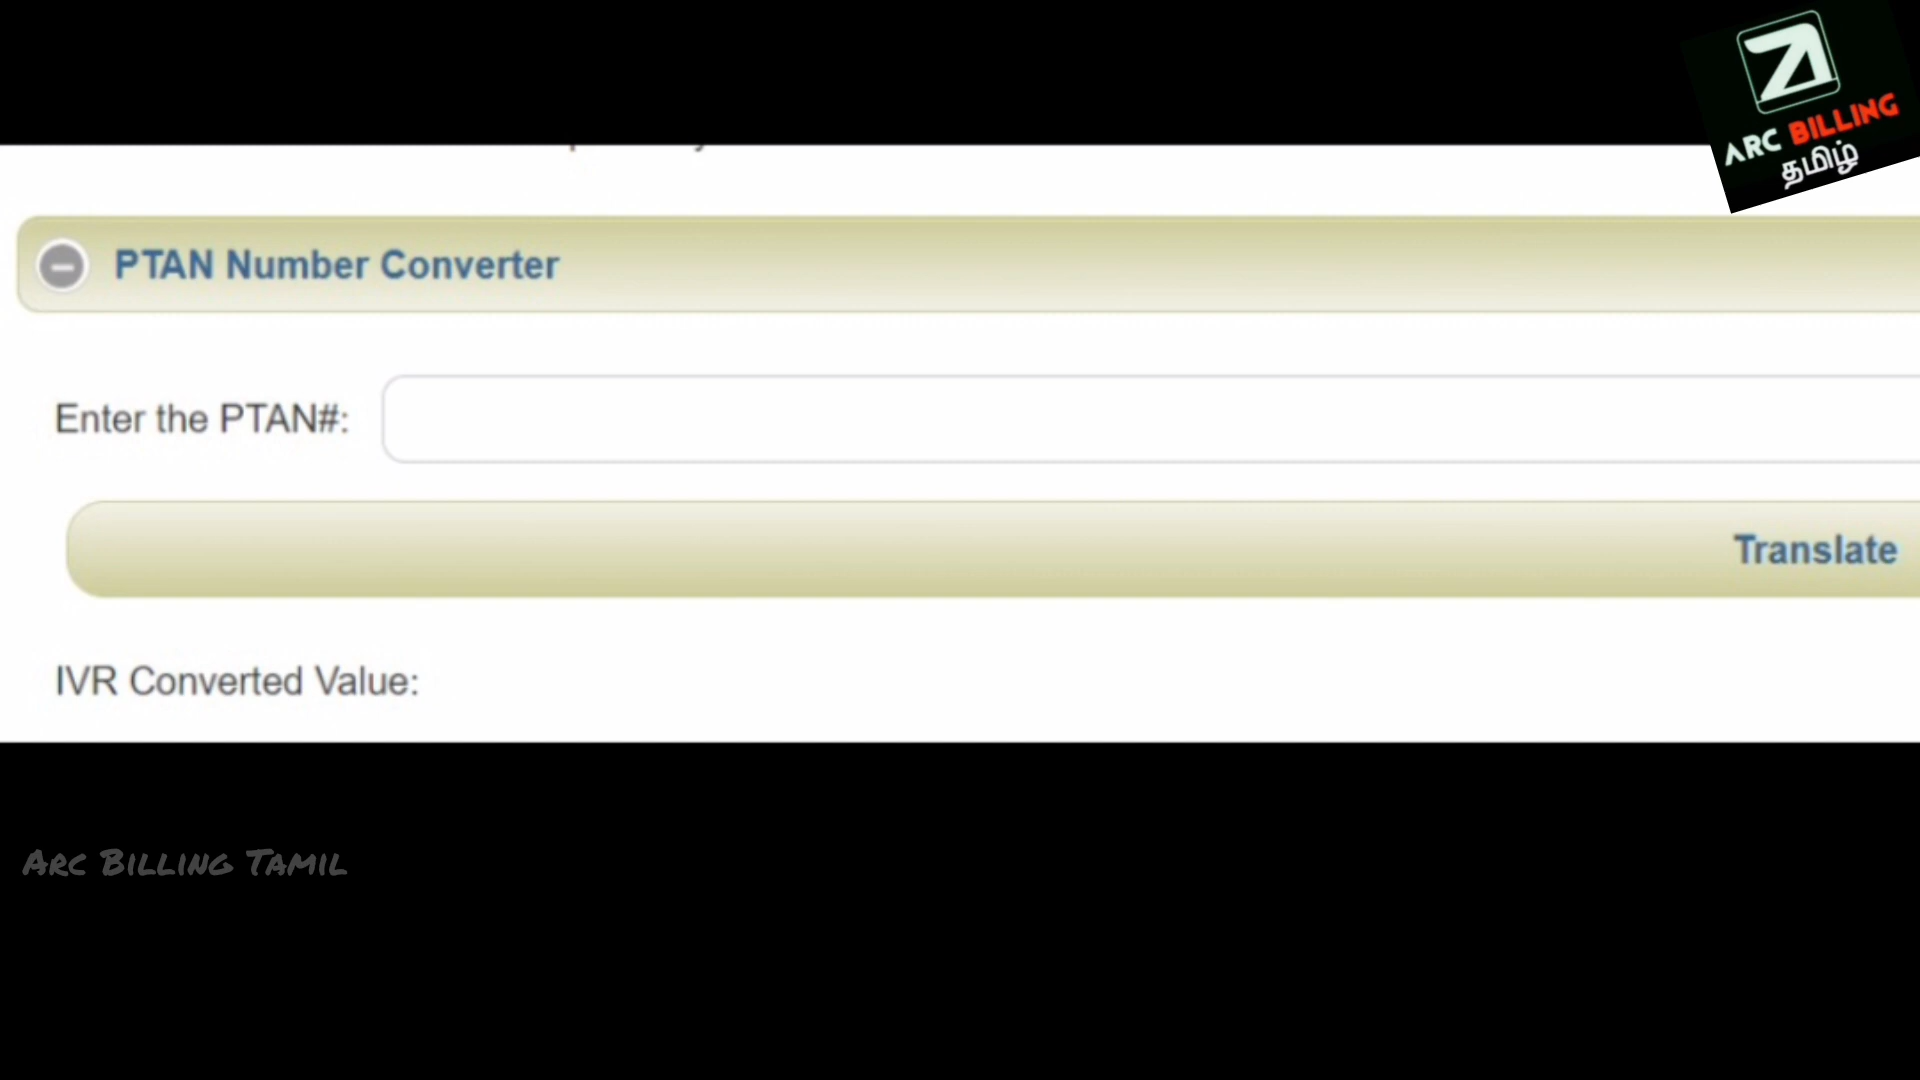 ARC BILLING
தமிழ்
PTAN Number Converter
Enter the PTAN#:
Translate
IVR Converted Value:
Arc Billing Tamil